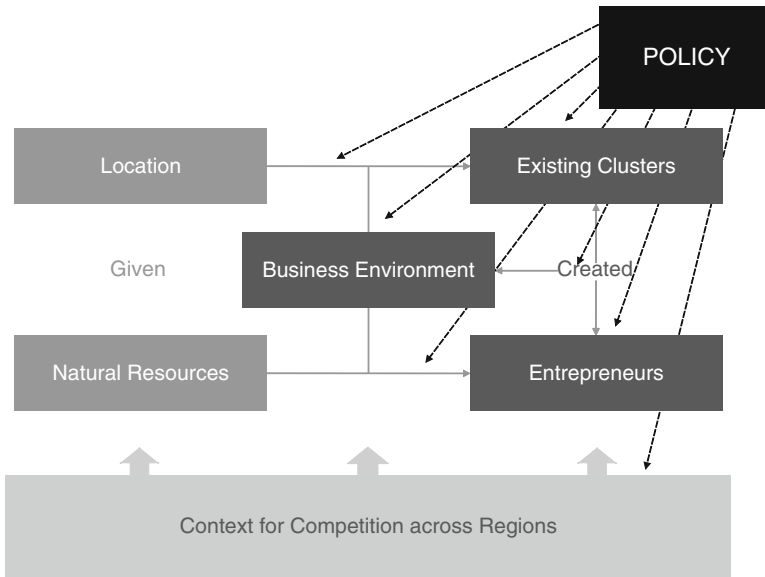 POLICY
Location
Existing Clusters
Given
Business Environment
Created
Natural Resources
Entrepreneurs
Context for Competition across Regions